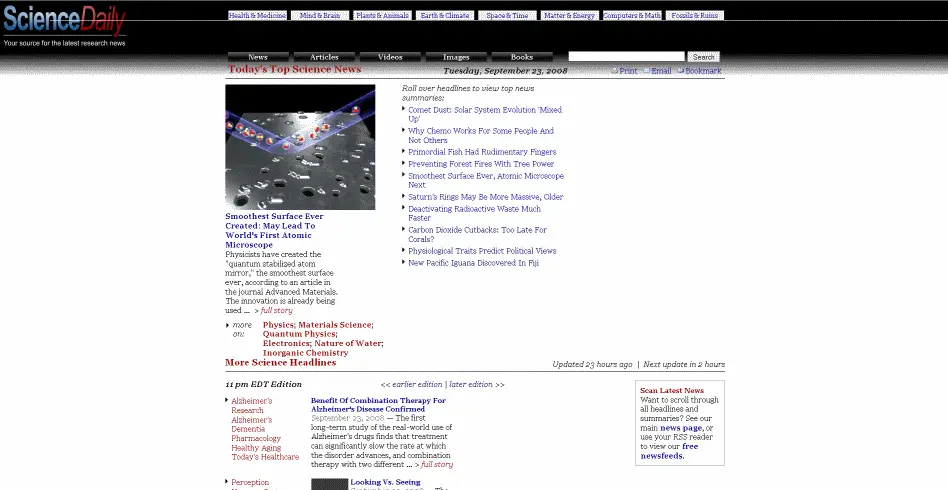 ScienceDaily
Your source for the latest research news
Health & Medicine Mind & Brain Plants & Animals Earth & Climate Space & Time Matter & Energy Computers & Math Fossils & Ruins
News Articles Videos Images Books Search
Today's Top Science News Tuesday, September 23, 2008 Print Email Bookmark
Roll over headlines to view top news
summaries:
Comet Dust: Solar System Evolution 'Mixed
Up'
Why Chemo Works For Some People And
Not Others
Primordial Fish Had Rudimentary Fingers
Preventing Forest Fires With Tree Power
Smoothest Surface Ever, Atomic Microscope
Next
Saturn's Rings May Be More Massive, Older
Deactivating Radioactive Waste Much
Faster
Carbon Dioxide Cutbacks: Too Late For
Corals?
Physiological Traits Predict Political Views
New Pacific Iguana Discovered In Fiji
Smoothest Surface Ever
Created: May Lead To
World's First Atomic
Microscope
Physicists have created the
"quantum stabilized atom
mirror," the smoothest surface
ever, according to an article in
the journal Advanced Materials.
The innovation is already being
used ... > full story
more
on:
Physics; Materials Science;
Quantum Physics;
Electronics; Nature of Water;
Inorganic Chemistry
More Science Headlines Updated 23 hours ago | Next update in 2 hours
11 pm EDT Edition << earlier edition | later edition >>
Alzheimer's
Research
Alzheimer's
Dementia
Pharmacology
Healthy Aging
Today's Healthcare
Benefit Of Combination Therapy For
Alzheimer's Disease Confirmed
September 23, 2008 — The first
long-term study of the real-world use of
Alzheimer's drugs finds that treatment
can significantly slow the rate at which
the disorder advances, and combination
therapy with two different ... > full story
Scan Latest News
Want to scroll through
all headlines and
summaries? See our
main news page, or
use your RSS reader
to view our free
newsfeeds.
Perception
Looking Vs. Seeing